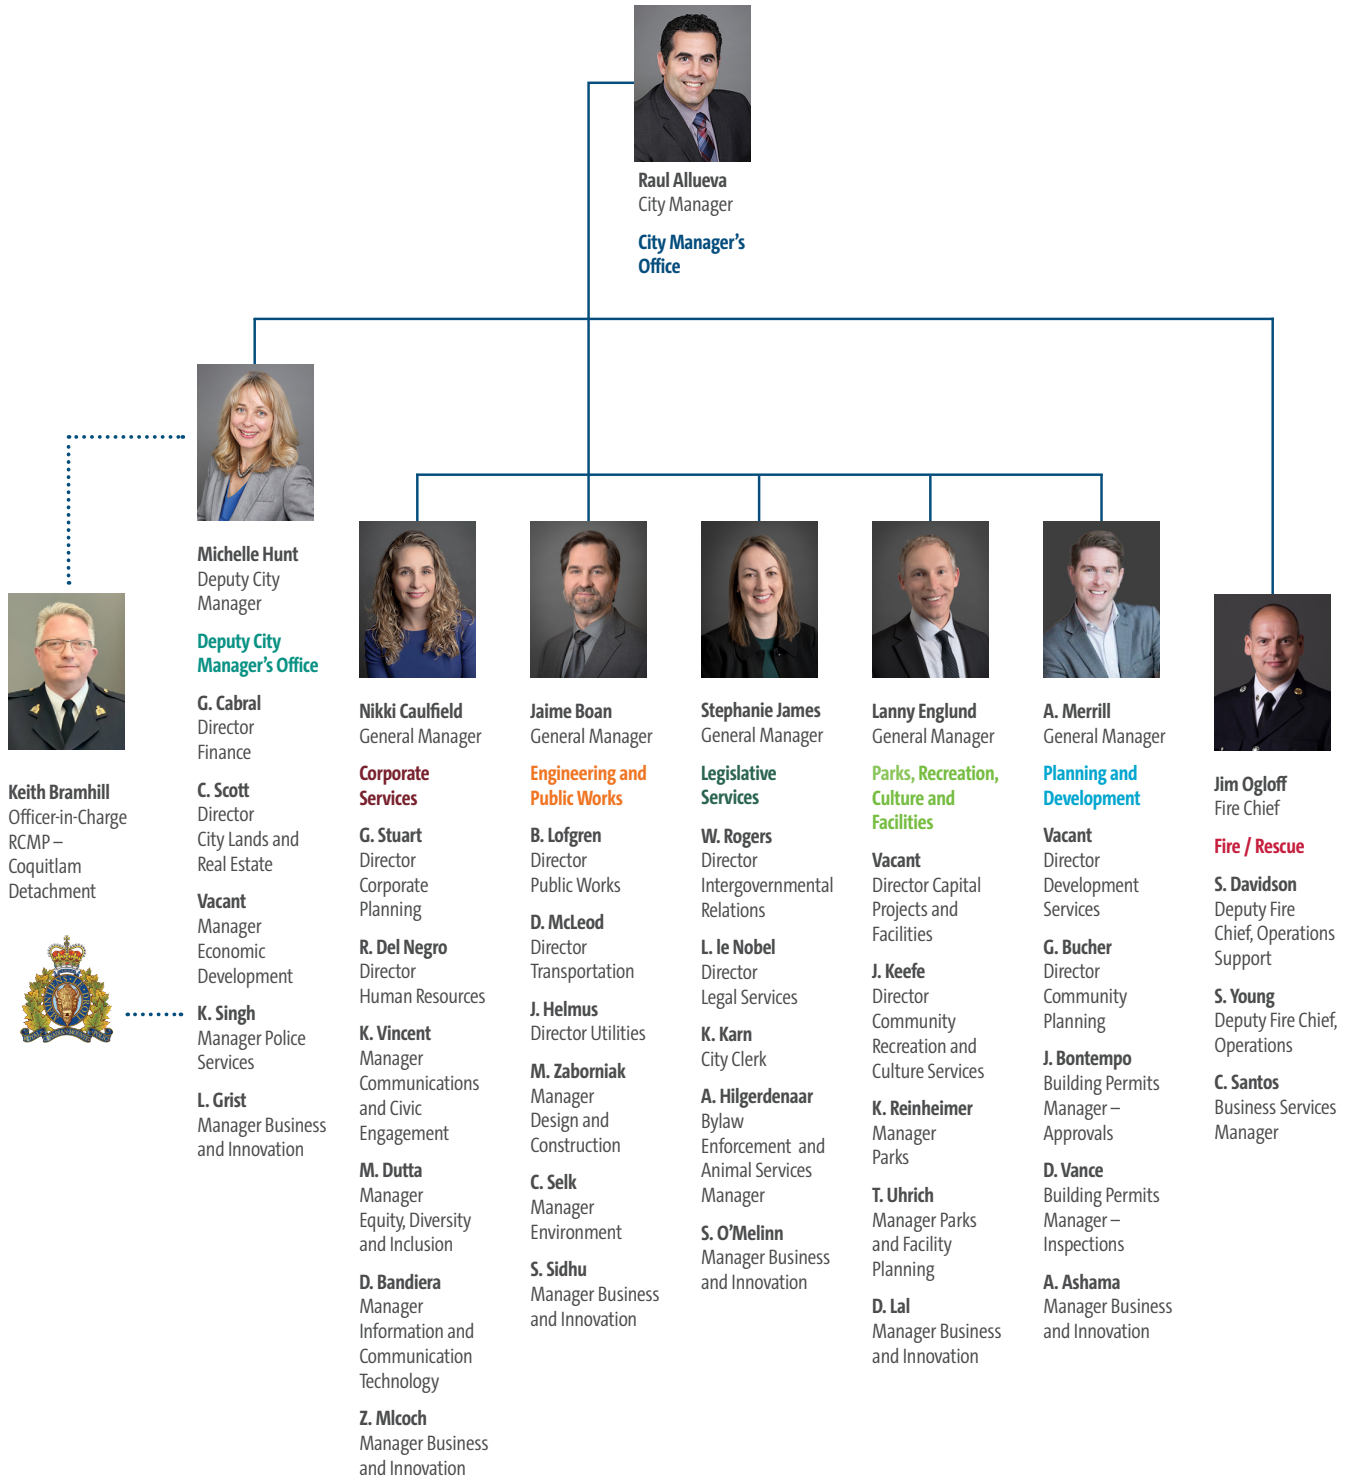 Raul Allueva
City Manager
City Manager's
Office
Michelle Hunt
Deputy City
Manager
Deputy City
Manager's Office
G. Cabral
Director
Finance
C. Scott
Director
City Lands and
Real Estate
Vacant
Manager
Economic
Development
K. Singh
Manager Police
Services
L. Grist
Manager Business
and Innovation
Keith Bramhill
Officer-in-Charge
RCMP –
Coquitlam
Detachment
Nikki Caulfield
General Manager
Corporate
Services
G. Stuart
Director
Corporate
Planning
R. Del Negro
Director
Human Resources
K. Vincent
Manager
Communications
and Civic
Engagement
M. Dutta
Manager
Equity, Diversity
and Inclusion
D. Bandiera
Manager
Information and
Communication
Technology
Z. Mlcoch
Manager Business
and Innovation
Jaime Boan
General Manager
Engineering and
Public Works
B. Lofgren
Director
Public Works
D. McLeod
Director
Transportation
J. Helmus
Director Utilities
M. Zaborniak
Manager
Design and
Construction
C. Selk
Manager
Environment
S. Sidhu
Manager Business
and Innovation
Stephanie James
General Manager
Legislative
Services
W. Rogers
Director
Intergovernmental
Relations
L. le Nobel
Director
Legal Services
K. Karn
City Clerk
A. Hilgerdenaar
Bylaw
Enforcement and
Animal Services
Manager
S. O'Melinn
Manager Business
and Innovation
Lanny Englund
General Manager
Parks, Recreation,
Culture and
Facilities
Vacant
Director Capital
Projects and
Facilities
J. Keefe
Director
Community
Recreation and
Culture Services
K. Reinheimer
Manager
Parks
T. Uhrich
Manager Parks
and Facility
Planning
D. Lal
Manager Business
and Innovation
A. Merrill
General Manager
Planning and
Development
Vacant
Director
Development
Services
G. Bucher
Director
Community
Planning
J. Bontempo
Building Permits
Manager –
Approvals
D. Vance
Building Permits
Manager –
Inspections
A. Ashama
Manager Business
and Innovation
Jim Ogloff
Fire Chief
Fire / Rescue
S. Davidson
Deputy Fire
Chief, Operations
Support
S. Young
Deputy Fire Chief,
Operations
C. Santos
Business Services
Manager